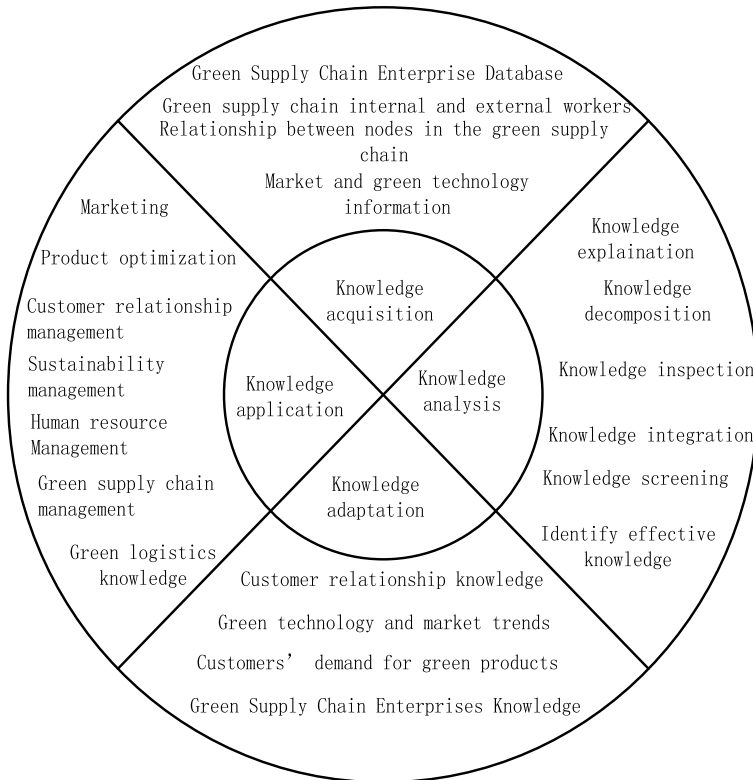 Green Supply Chain Enterprise Database
Green supply chain internal and external workers
Relationship between nodes in the green supply
chain
Market and green technology
information
Marketing
Product optimization
Customer relationship
management
Sustainability
management
Human resource
Management
Green supply chain
management
Green logistics
knowledge
Knowledge
acquisition
Knowledge
application
Knowledge
analysis
Knowledge
adaptation
Knowledge
explaination
Knowledge
decomposition
Knowledge inspection
Knowledge integration
Knowledge screening
Identify effective
knowledge
Customer relationship knowledge
Green technology and market trends
Customers’ demand for green products
Green Supply Chain Enterprises Knowledge